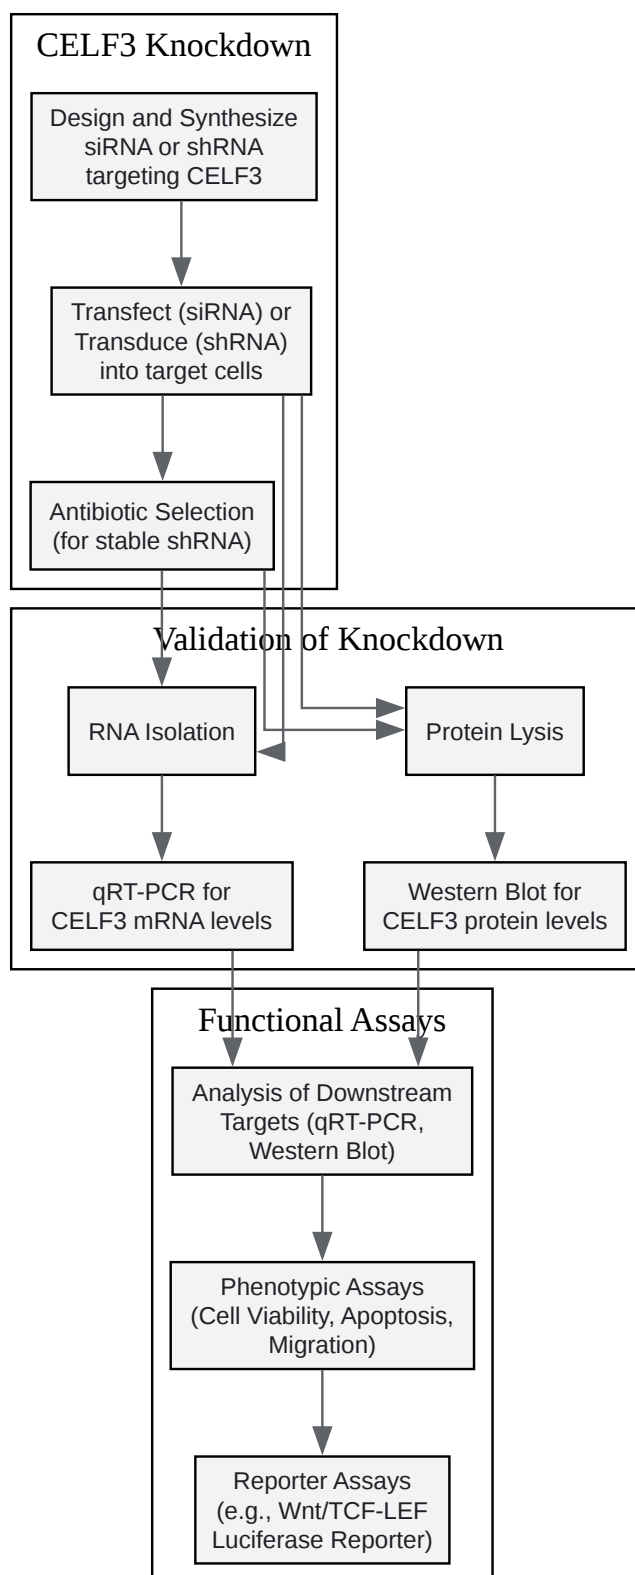 CELF3 Knockdown
Design and Synthesize
siRNA or shRNA
targeting CELF3
Transfect (siRNA) or
Transduce (shRNA)
into target cells
Antibiotic Selection
(for stable shRNA)
Validation of Knockdown
RNA Isolation
Protein Lysis
qRT-PCR for
CELF3 mRNA levels
Western Blot for
CELF3 protein levels
Functional Assays
Analysis of Downstream
Targets (qRT-PCR,
Western Blot)
Phenotypic Assays
(Cell Viability, Apoptosis,
Migration)
Reporter Assays
(e.g., Wnt/TCF-LEF
Luciferase Reporter)